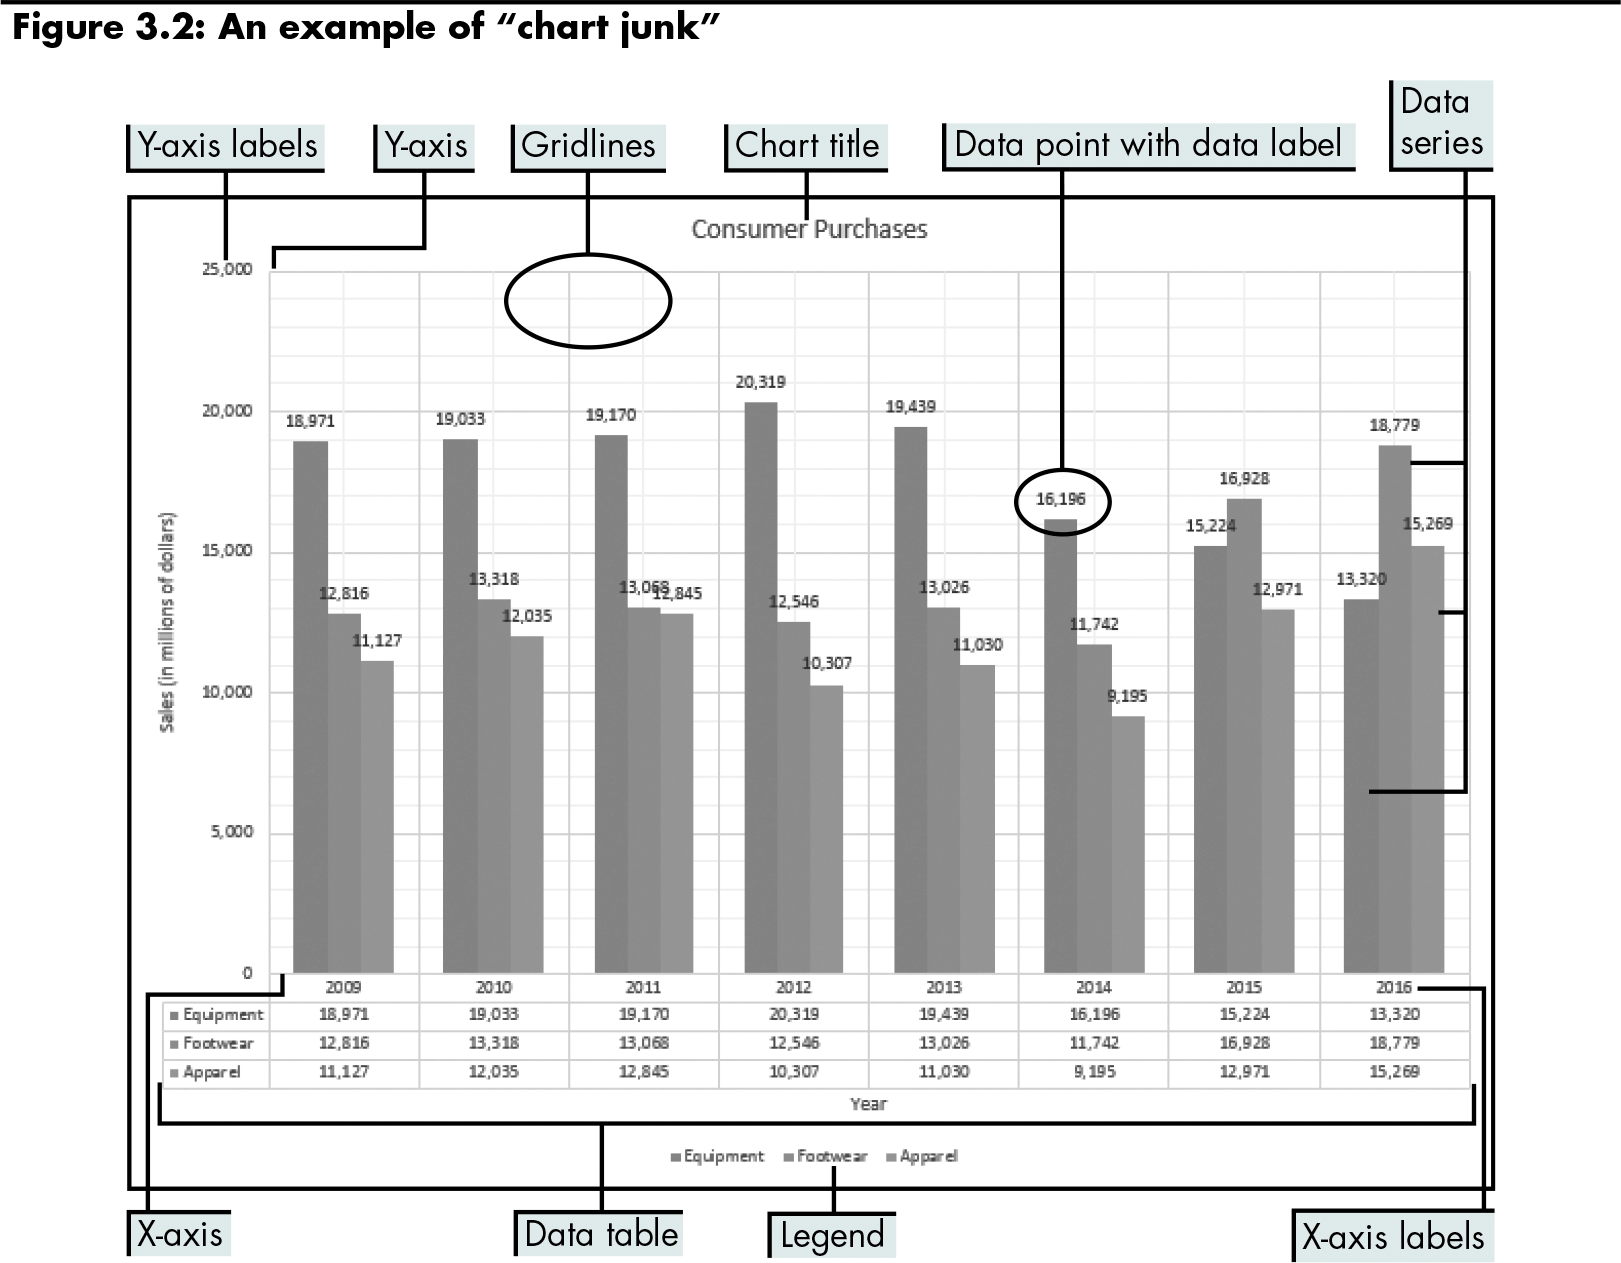 Figure 3.2: An example of “chart junk”
Data
series
Y-axis labels
Y-axis
Gridlines
Chart title
Data point with data label
Consumer Purchases
25,000
20,000
15,000
10,000
5,000
0
Sales (in millions of dollars)
18,971
12,816
11,127
19,033
13,318
12,035
19,170
13,068
12,845
20,319
12,546
10,307
19,439
13,026
11,030
16,196
11,742
9,195
15,224
16,928
12,971
13,320
18,779
15,269
2009 2010 2011 2012 2013 2014 2015 2016
Equipment 18,971 19,033 19,170 20,319 19,439 16,196 15,224 13,320
Footwear 12,816 13,318 13,068 12,546 13,026 11,742 16,928 18,779
Apparel 11,127 12,035 12,845 10,307 11,030 9,195 12,971 15,269
Year
Equipment Footwear Apparel
X-axis
Data table
Legend
X-axis labels